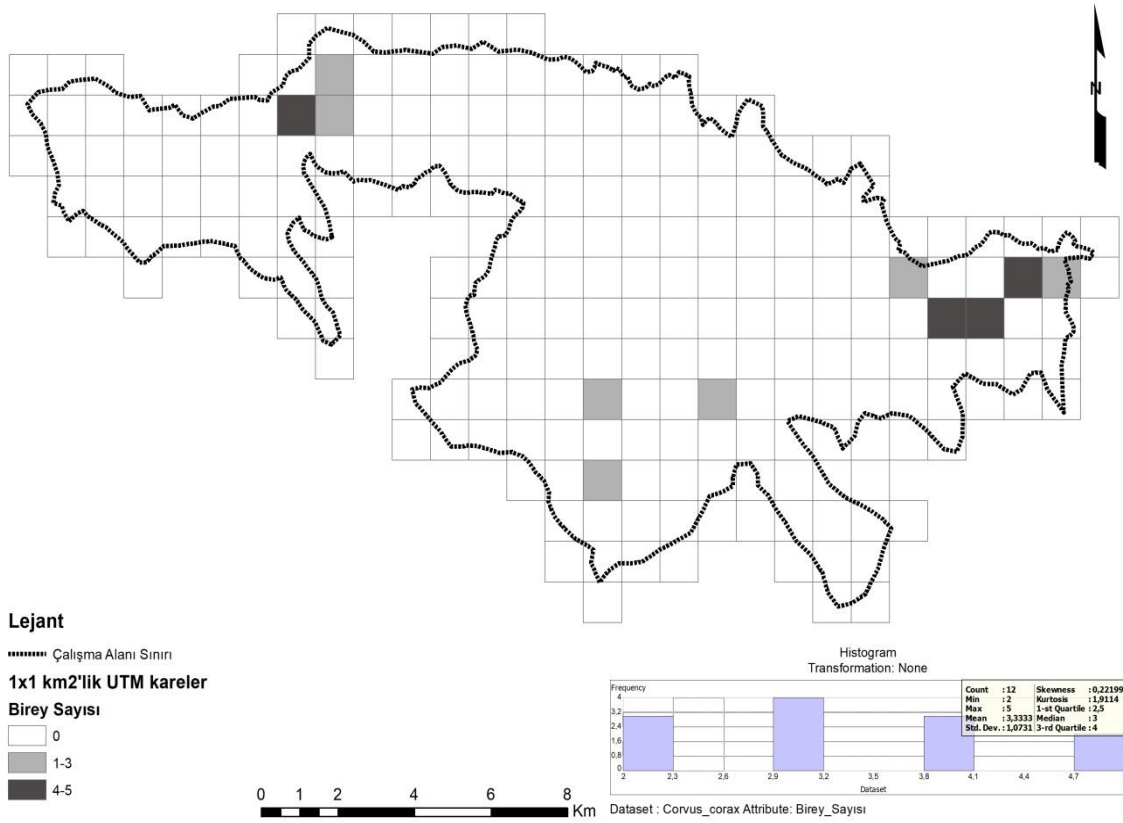 N
Lejant
Çalışma Alanı Sınırı
1x1 km2'lik UTM kareler
Birey Sayısı
0
1-3
4-5
0 1 2 4 6 8
Km
Histogram
Transformation: None
Frequency
4
3,2
2,4
1,6
0,8
0
2 2,3 2,6 2,9 3,2 3,5 3,8 4,1 4,4 4,7
Dataset
Count : 12 Skewness : 0,22199
Min : 2 Kurtosis : 1,9114
Max : 5 1-st Quartile : 2,5
Mean : 3,3333 Median : 3
Std. Dev. : 1,0731 3-rd Quartile : 4
Dataset : Corvus_corax Attribute: Birey_Sayısı